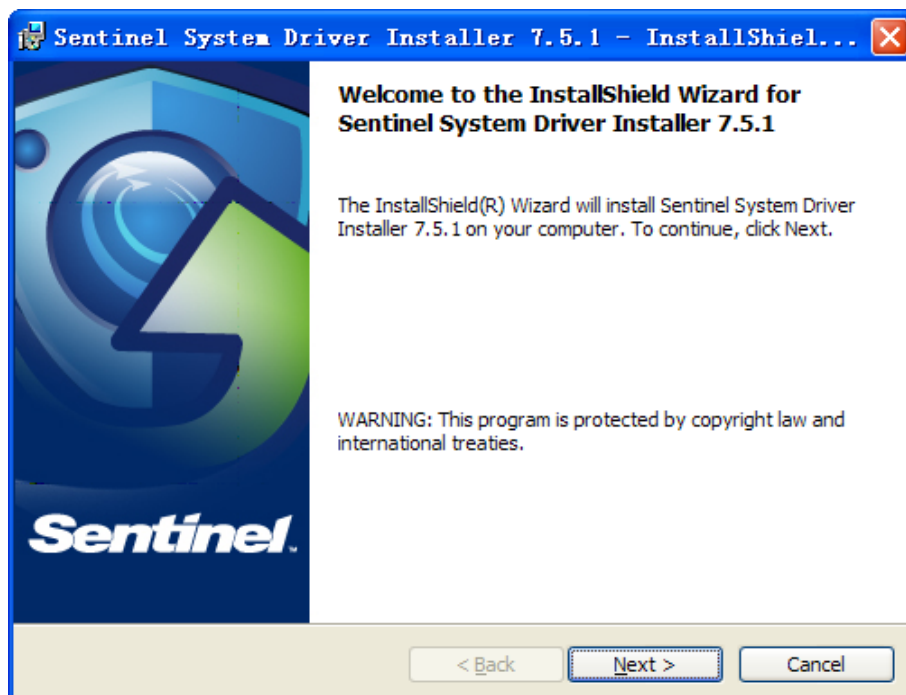 Sentinel System Driver Installer 7.5.1 - InstallShiel...
Welcome to the InstallShield Wizard for
Sentinel System Driver Installer 7.5.1
The InstallShield(R) Wizard will install Sentinel System Driver
Installer 7.5.1 on your computer. To continue, click Next.
WARNING: This program is protected by copyright law and
international treaties.
Sentinel™
< Back
Next >
Cancel